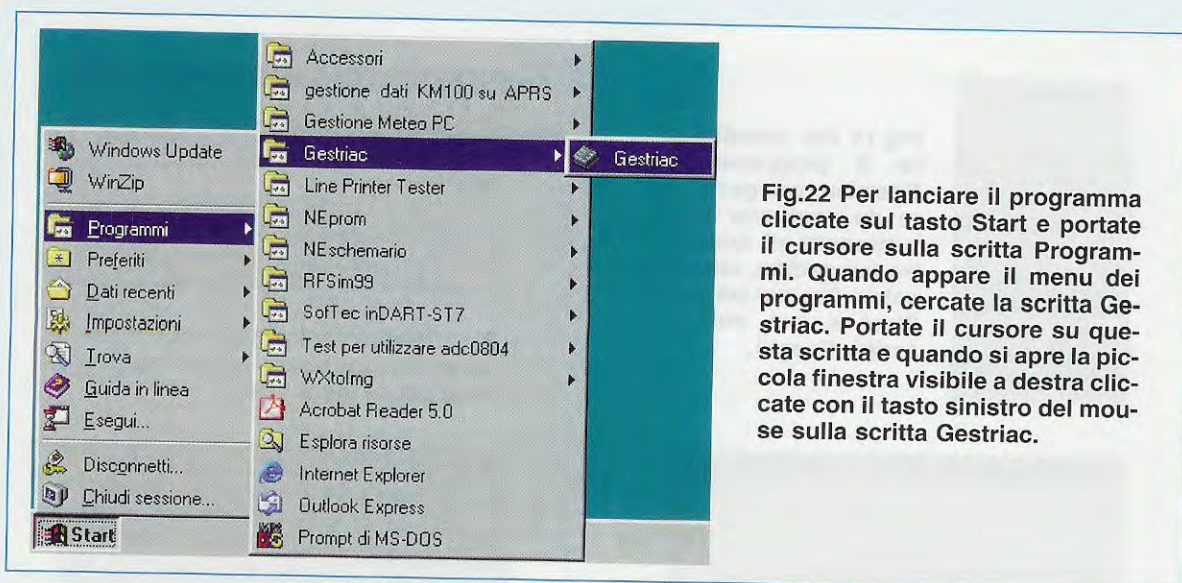 Accessori
gestione dati KM100 su APRS
Gestione Meteo PC
Windows Update
Gestriac
Gestriac
WinZip
Line Printer Tester
NEprom
Programmi
NEschemario
Preferiti
RFSim99
Dati recenti
SofTec inDART-ST7
Impostazioni
Test per utilizzare adc0804
Trova
WXtoImg
Guida in linea
Acrobat Reader 5.0
Esegui...
Esplora risorse
Internet Explorer
Disconnetti...
Outlook Express
Chiudi sessione...
Prompt di MS-DOS
Start
Fig.22 Per lanciare il programma
cliccate sul tasto Start e portate
il cursore sulla scritta Program-
mi. Quando appare il menu dei
programmi, cercate la scritta Ge-
striac. Portate il cursore su que-
sta scritta e quando si apre la pic-
cola finestra visibile a destra clic-
cate con il tasto sinistro del mou-
se sulla scritta Gestriac.